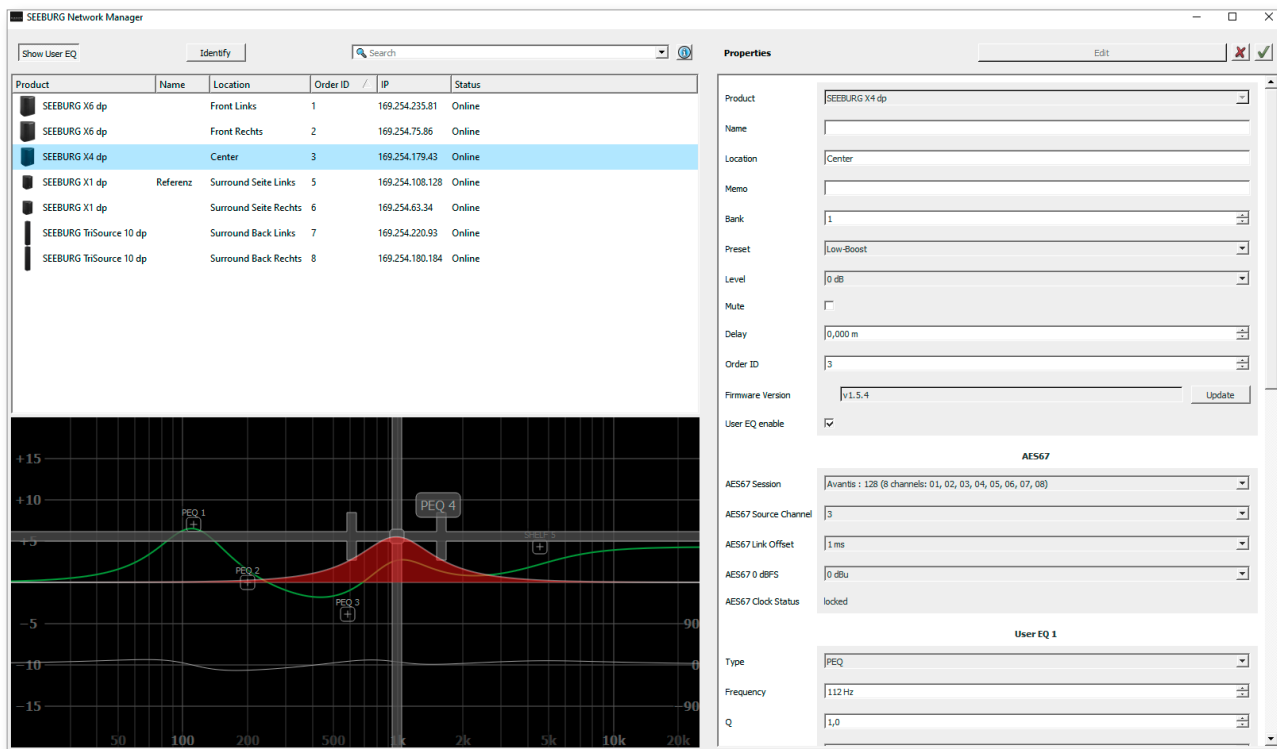 SEEBURG Network Manager
Show User EQ
Identify
Search
Properties
Edit
Product Name Location Order ID IP Status
SEEBURG X6 dp Front Links 1 169.254.235.81 Online
SEEBURG X6 dp Front Rechts 2 169.254.75.86 Online
SEEBURG X4 dp Center 3 169.254.179.43 Online
SEEBURG X1 dp Referenz Surround Seite Links 5 169.254.108.128 Online
SEEBURG X1 dp Surround Seite Rechts 6 169.254.63.34 Online
SEEBURG TriSource 10 dp Surround Back Links 7 169.254.220.93 Online
SEEBURG TriSource 10 dp Surround Back Rechts 8 169.254.180.184 Online
+15
+10
+5
-5
-10
-15
PEQ 1
PEQ 2
PEQ 3
PEQ 4
SHELF 5
90
0
-90
50 100 200 500 1k 2k 5k 10k 20k
Product SEEBURG X4 dp
Name
Location Center
Memo
Bank 1
Preset Low-Boost
Level 0 dB
Mute
Delay 0,000 m
Order ID 3
Firmware Version v1.5.4 Update
User EQ enable
AES67
AES67 Session Avantis : 128 (8 channels: 01, 02, 03, 04, 05, 06, 07, 08)
AES67 Source Channel 3
AES67 Link Offset 1 ms
AES67 0 dBFS 0 dBu
AES67 Clock Status locked
User EQ 1
Type PEQ
Frequency 112 Hz
Q 1,0